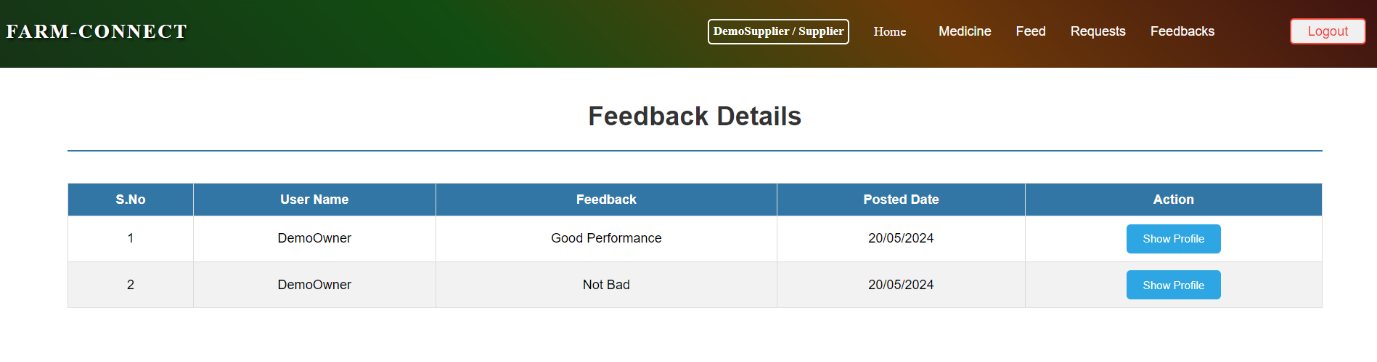 FARM-CONNECT DemoSupplier / Supplier Home Medicine Feed Requests Feedbacks Logout
Feedback Details
S.No User Name Feedback Posted Date Action
1 DemoOwner Good Performance 20/05/2024 Show Profile
2 DemoOwner Not Bad 20/05/2024 Show Profile